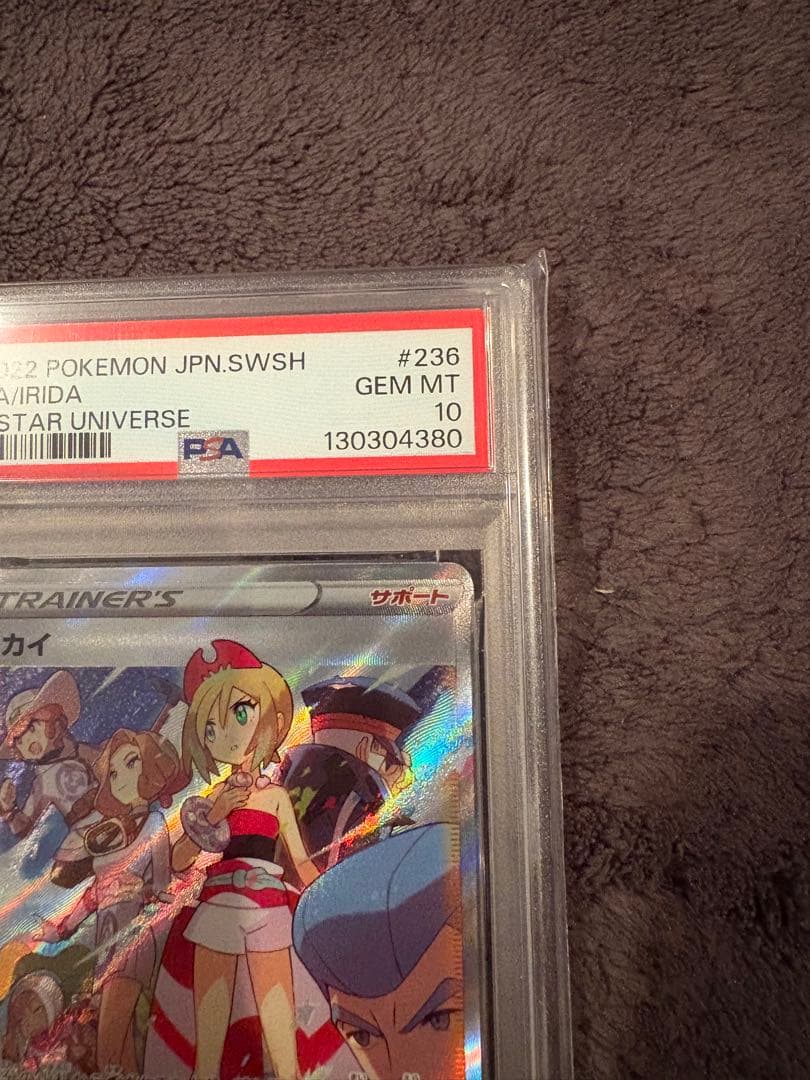 022 POKEMON JPN.SWSH #236
A/IRIDA GEM MT
STAR UNIVERSE 10
PSA 130304380
TRAINER'S サポート
カイ